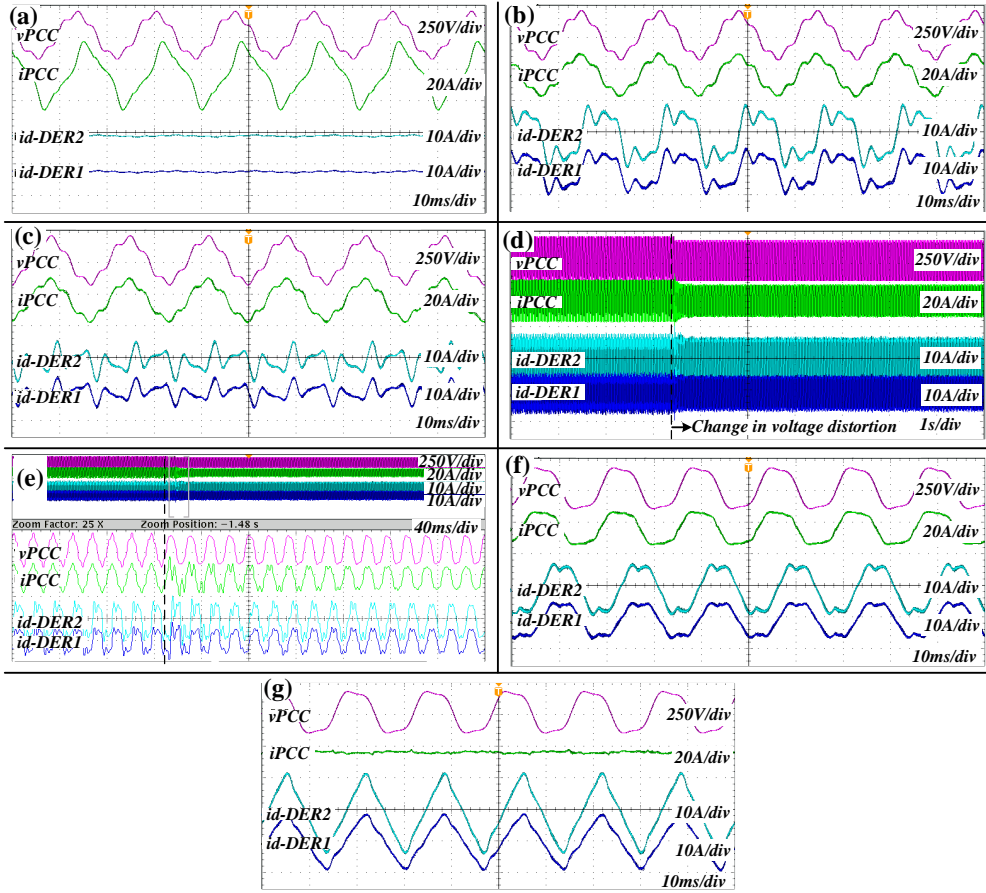 (a)
vPCC
250V/div
iPCC
20A/div
id-DER2
10A/div
id-DER1
10A/div
10ms/div
(b)
vPCC
250V/div
iPCC
20A/div
id-DER2
10A/div
id-DER1
10A/div
10ms/div
(c)
vPCC
250V/div
iPCC
20A/div
id-DER2
10A/div
id-DER1
10A/div
10ms/div
(d)
vPCC
250V/div
iPCC
20A/div
id-DER2
10A/div
id-DER1
10A/div
Change in voltage distortion
1s/div
(e)
250V/div
20A/div
10A/div
10A/div
Zoom Factor: 25 X
Zoom Position: −1.48 s
40ms/div
vPCC
iPCC
id-DER2
id-DER1
(f)
vPCC
250V/div
iPCC
20A/div
id-DER2
10A/div
id-DER1
10A/div
10ms/div
(g)
vPCC
250V/div
iPCC
20A/div
id-DER2
10A/div
id-DER1
10A/div
10ms/div